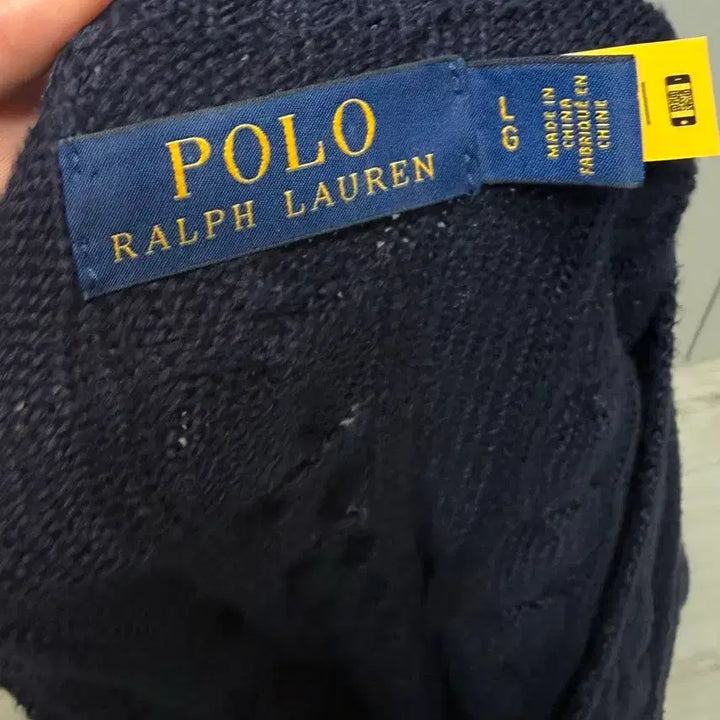 POLO
RALPH LAUREN
L
G
MADE IN
CHINA
FABRIQUÉ EN
CHINE